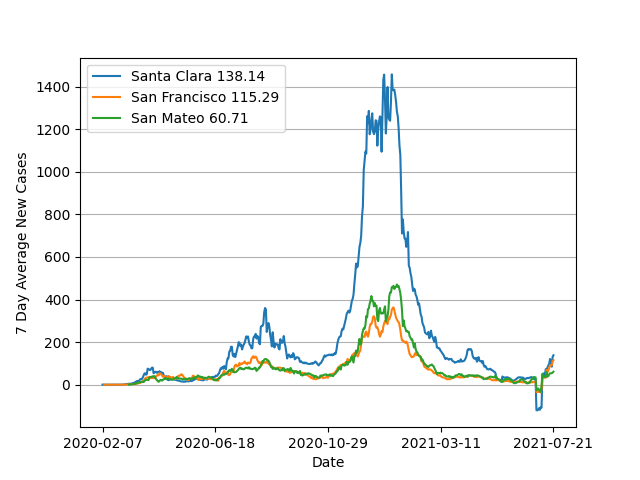 Santa Clara 138.14
San Francisco 115.29
San Mateo 60.71
7 Day Average New Cases
1400
1200
1000
800
600
400
200
0
2020-02-07 2020-06-18 2020-10-29 2021-03-11 2021-07-21
Date